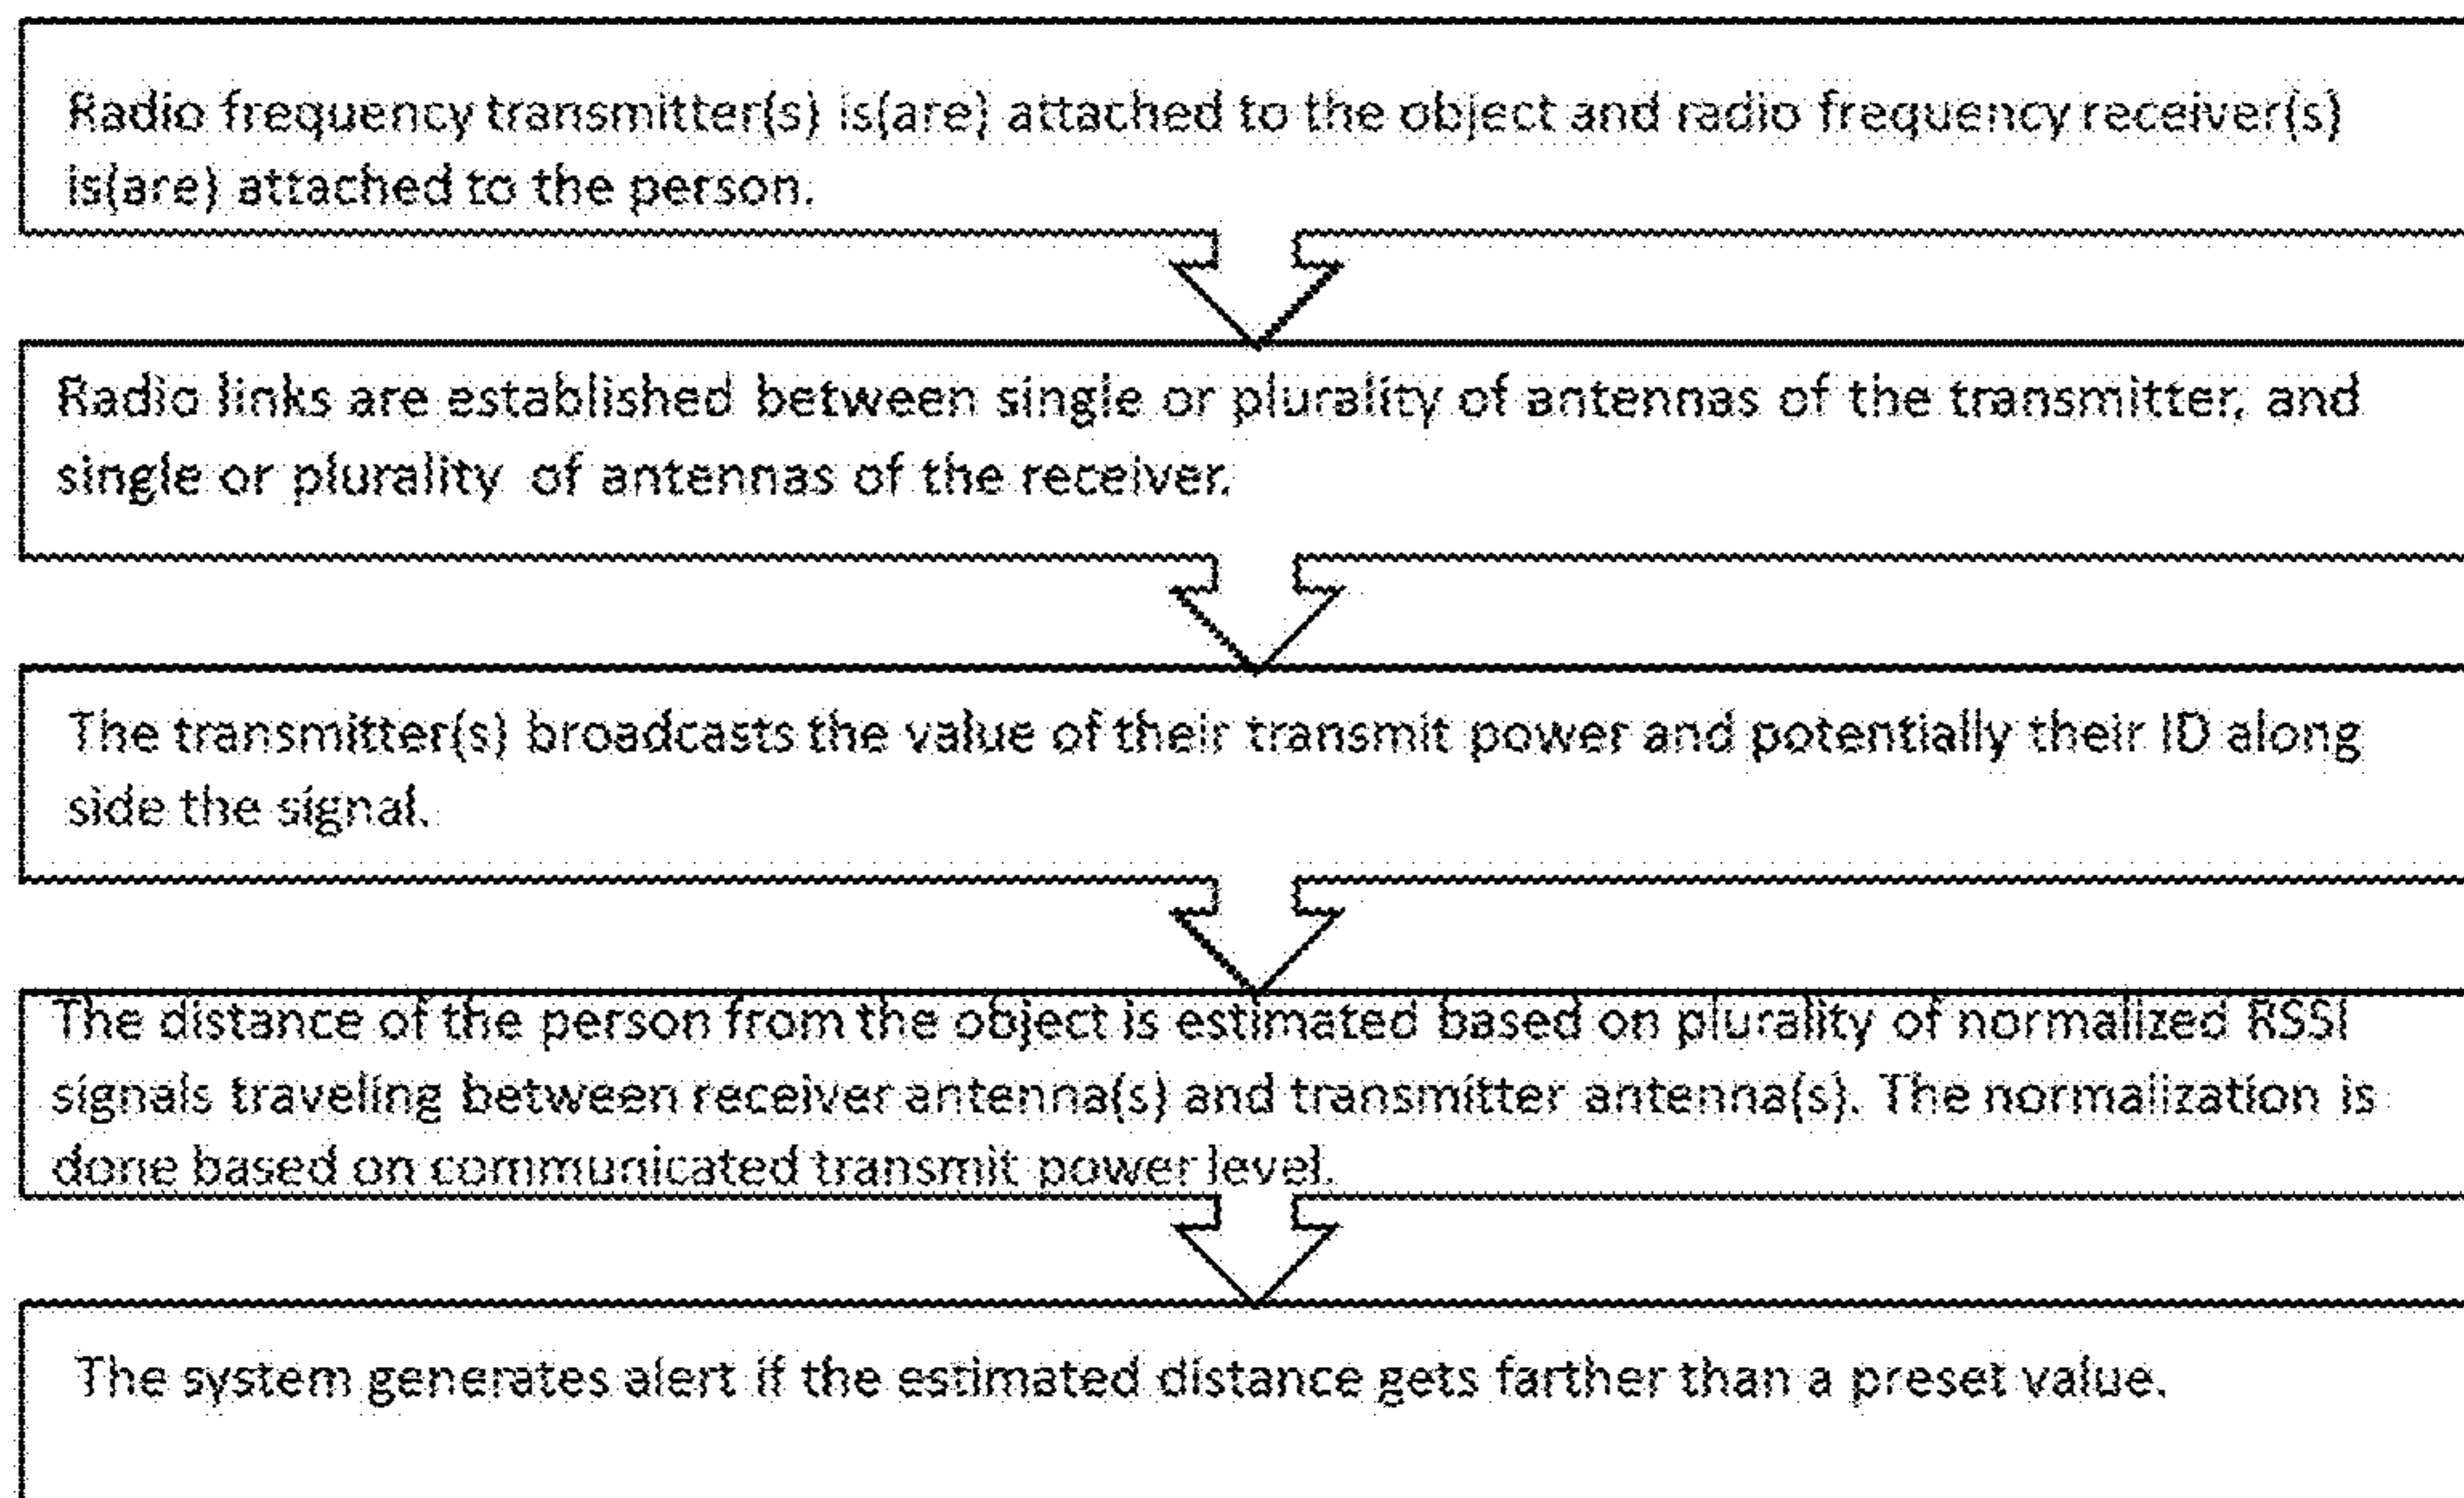 Radio frequency transmitter(s) is(are) attached to the object and radio frequency receiver(s)
is(are) attached to the person.
Radio links are established between single or plurality of antennas of the transmitter, and
single or plurality of antennas of the receiver.
The transmitter(s) broadcasts the value of their transmit power and potentially their ID along
side the signal.
The distance of the person from the object is estimated based on plurality of normalized RSSI
signals traveling between receiver antenna(s) and transmitter antenna(s). The normalization is
done based on communicated transmit power level.
The system generates alert if the estimated distance gets farther than a preset value.